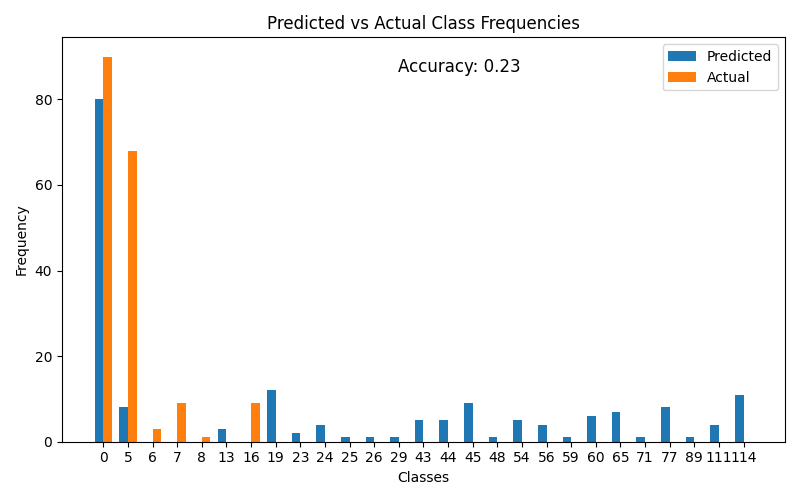 Predicted vs Actual Class Frequencies
Accuracy: 0.23
Predicted
Actual
Frequency
80
60
40
20
0
0 5 6 7 8 13 16 19 23 24 25 26 29 43 44 45 48 54 56 59 60 65 71 77 89 111 114
Classes